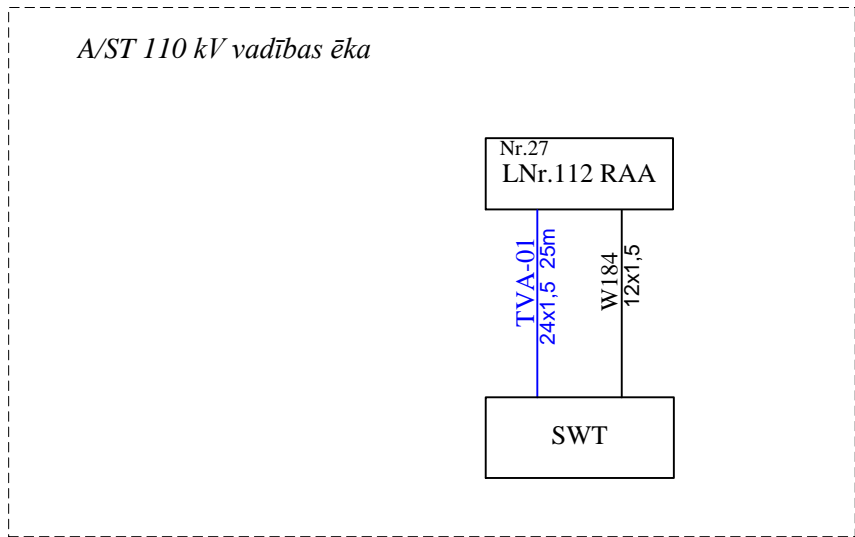 A/ST 110 kV vadības ēka
Nr.27
LNr.112 RAA
TVA-01
24x1,5 25m
W184
12x1,5
SWT